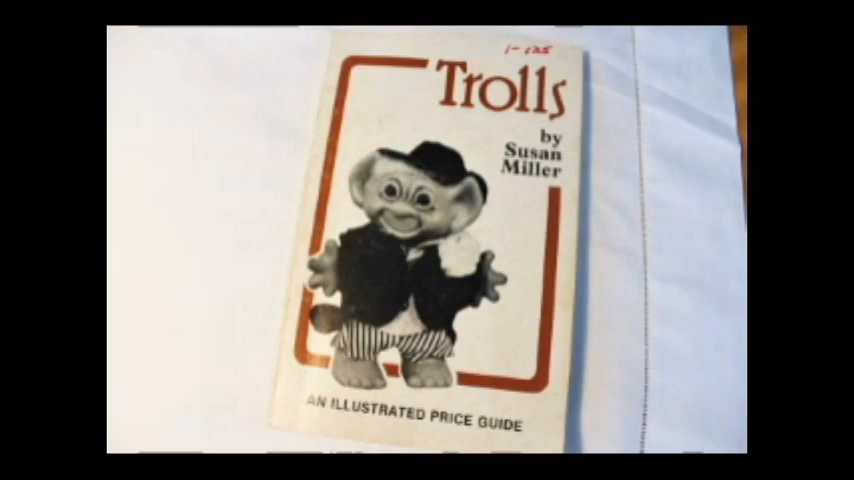 Trolls
by
Susan
Miller
AN ILLUSTRATED PRICE GUIDE